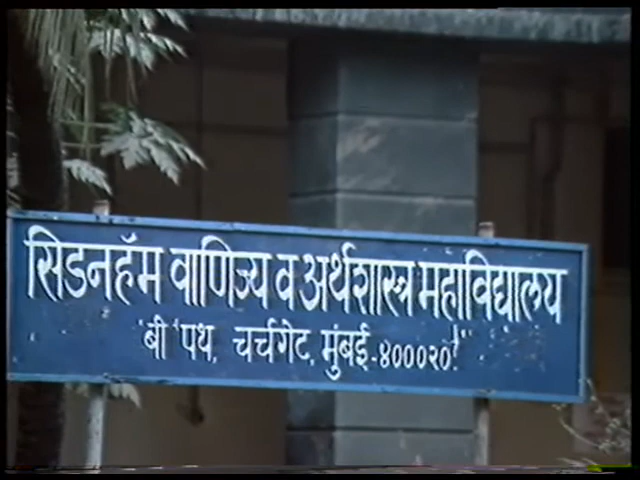 सिडनहॅम वाणिज्य व अर्थशास्त्र महाविद्यालय
'बी' पथ, चर्चगेट, मुंबई-४०००२०.